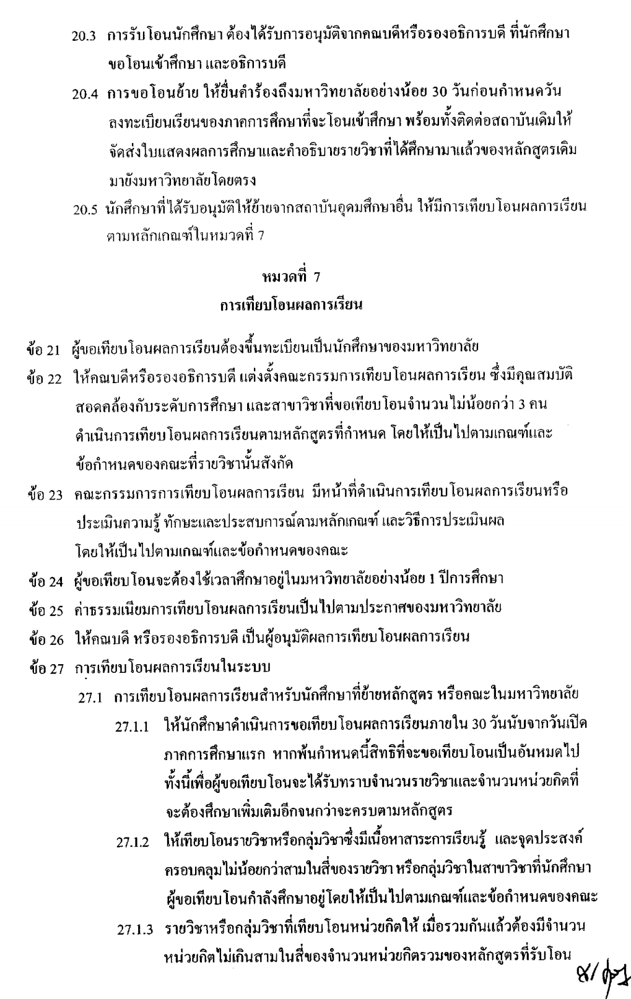 20.3 การรับโอนนักศึกษา ต้องได้รับการอนุมัติจากคณบดีหรือรองอธิการบดี ที่นักศึกษา
ขอโอนเข้าศึกษา และอธิการบดี
20.4 การขอโอนย้าย ให้ยื่นคำร้องถึงมหาวิทยาลัยอย่างน้อย 30 วันก่อนกำหนดวัน
ลงทะเบียนเรียนของภาคการศึกษาที่จะโอนเข้าศึกษา พร้อมทั้งติดต่อสถาบันเดิมให้
จัดส่งใบแสดงผลการศึกษาและคำอธิบายรายวิชาที่ได้ศึกษามาแล้วของหลักสูตรเดิม
มายังมหาวิทยาลัยโดยตรง
20.5 นักศึกษาที่ได้รับอนุมัติให้ย้ายจากสถาบันอุดมศึกษาอื่น ให้มีการเทียบโอนผลการเรียน
ตามหลักเกณฑ์ในหมวดที่ 7
หมวดที่ 7
การเทียบโอนผลการเรียน
ข้อ 21 ผู้ขอเทียบโอนผลการเรียนต้องขึ้นทะเบียนเป็นนักศึกษาของมหาวิทยาลัย
ข้อ 22 ให้คณบดีหรือรองอธิการบดี แต่งตั้งคณะกรรมการเทียบโอนผลการเรียน ซึ่งมีคุณสมบัติ
สอดคล้องกับระดับการศึกษา และสาขาวิชาที่ขอเทียบโอนจำนวนไม่น้อยกว่า 3 คน
ดำเนินการเทียบโอนผลการเรียนตามหลักสูตรที่กำหนด โดยให้เป็นไปตามเกณฑ์และ
ข้อกำหนดของคณะที่รายวิชานั้นสังกัด
ข้อ 23 คณะกรรมการการเทียบโอนผลการเรียน มีหน้าที่ดำเนินการเทียบโอนผลการเรียนหรือ
ประเมินความรู้ ทักษะและประสบการณ์ตามหลักเกณฑ์ และวิธีการประเมินผล
โดยให้เป็นไปตามเกณฑ์และข้อกำหนดของคณะ
ข้อ 24 ผู้ขอเทียบโอนจะต้องใช้เวลาศึกษาอยู่ในมหาวิทยาลัยอย่างน้อย 1 ปีการศึกษา
ข้อ 25 ค่าธรรมเนียมการเทียบโอนผลการเรียนเป็นไปตามประกาศของมหาวิทยาลัย
ข้อ 26 ให้คณบดี หรือรองอธิการบดี เป็นผู้อนุมัติผลการเทียบโอนผลการเรียน
ข้อ 27 การเทียบโอนผลการเรียนในระบบ
27.1 การเทียบโอนผลการเรียนสำหรับนักศึกษาที่ย้ายหลักสูตร หรือคณะในมหาวิทยาลัย
27.1.1 ให้นักศึกษาดำเนินการขอเทียบโอนผลการเรียนภายใน 30 วันนับจากวันเปิด
ภาคการศึกษาแรก หากพ้นกำหนดนี้สิทธิที่จะขอเทียบโอนเป็นอันหมดไป
ทั้งนี้เพื่อผู้ขอเทียบโอนจะได้รับทราบจำนวนรายวิชาและจำนวนหน่วยกิตที่
จะต้องศึกษาเพิ่มเติมอีกจนกว่าจะครบตามหลักสูตร
27.1.2 ให้เทียบโอนรายวิชาหรือกลุ่มวิชาซึ่งมีเนื้อหาสาระการเรียนรู้ และจุดประสงค์
ครอบคลุมไม่น้อยกว่าสามในสี่ของรายวิชา หรือกลุ่มวิชาในสาขาวิชาที่นักศึกษา
ผู้ขอเทียบโอนกำลังศึกษาอยู่โดยให้เป็นไปตามเกณฑ์และข้อกำหนดของคณะ
27.1.3 รายวิชาหรือกลุ่มวิชาที่เทียบโอนหน่วยกิตให้ เมื่อรวมกันแล้วต้องมีจำนวน
หน่วยกิตไม่เกินสามในสี่ของจำนวนหน่วยกิตรวมของหลักสูตรที่รับโอน